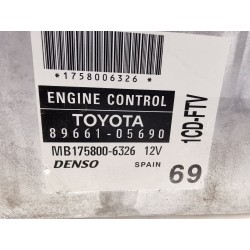 *1758006326*
ENGINE CONTROL
TOYOTA
89661-05690
MB175800-6326 12V
DENSO SPAIN 69
1CD-FTV